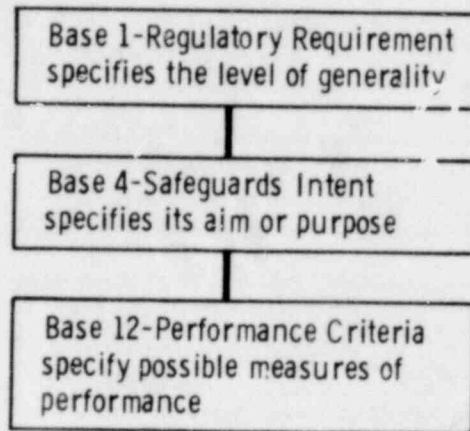 Base 1-Regulatory Requirement
specifies the level of generality
Base 4-Safeguards Intent
specifies its aim or purpose
Base 12-Performance Criteria
specify possible measures of
performance